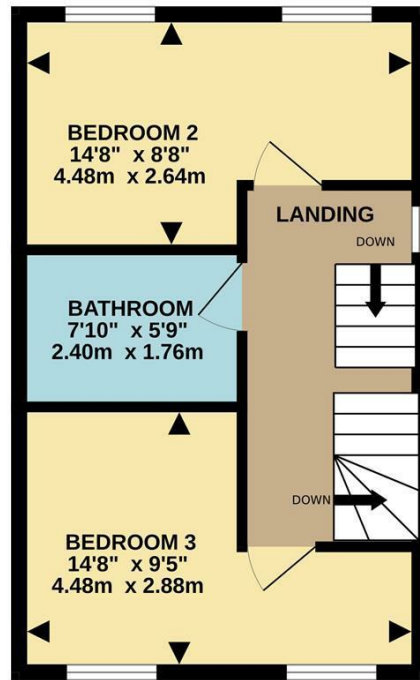 BEDROOM 2
14'8" x 8'8"
4.48m x 2.64m
LANDING
DOWN
BATHROOM
7'10" x 5'9"
2.40m x 1.76m
DOWN
BEDROOM 3
14'8" x 9'5"
4.48m x 2.88m